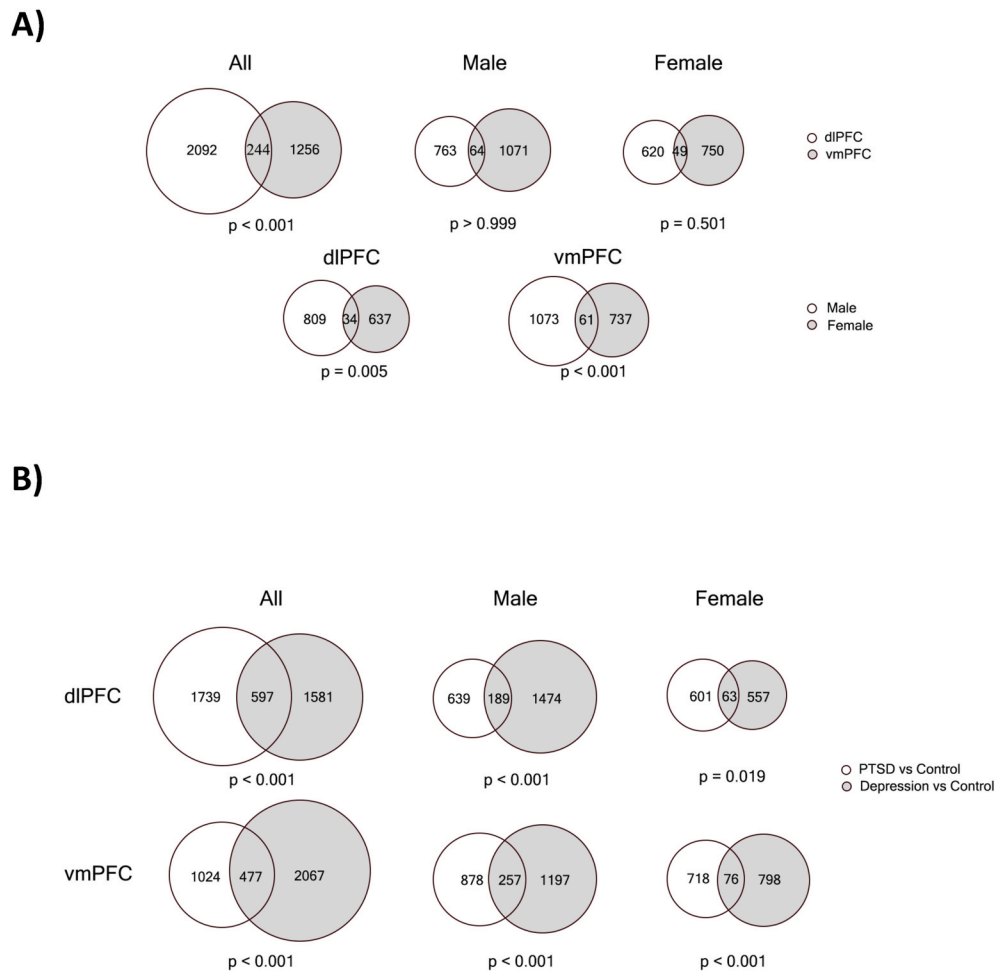 A)
All Male Female
2092 244 1256 763 64 1071 620 49 750
dlPFC
vmPFC
p < 0.001 p > 0.999 p = 0.501
dlPFC vmPFC
809 34 637 1073 61 737
Male
Female
p = 0.005 p < 0.001
B)
All Male Female
dlPFC 1739 597 1581 639 189 1474 601 63 557
p < 0.001 p < 0.001 p = 0.019
PTSD vs Control
Depression vs Control
vmPFC 1024 477 2067 878 257 1197 718 76 798
p < 0.001 p < 0.001 p < 0.001